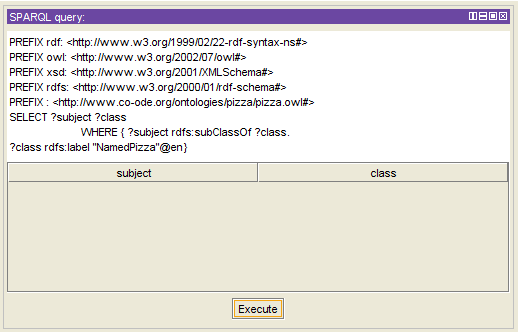 SPARQL query:
PREFIX rdf: <http://www.w3.org/1999/02/22-rdf-syntax-ns#>
PREFIX owl: <http://www.w3.org/2002/07/owl#>
PREFIX xsd: <http://www.w3.org/2001/XMLSchema#>
PREFIX rdfs: <http://www.w3.org/2000/01/rdf-schema#>
PREFIX : <http://www.co-ode.org/ontologies/pizza/pizza.owl#>
SELECT ?subject ?class
WHERE { ?subject rdfs:subClassOf ?class.
?class rdfs:label "NamedPizza"@en}
subject class
Execute